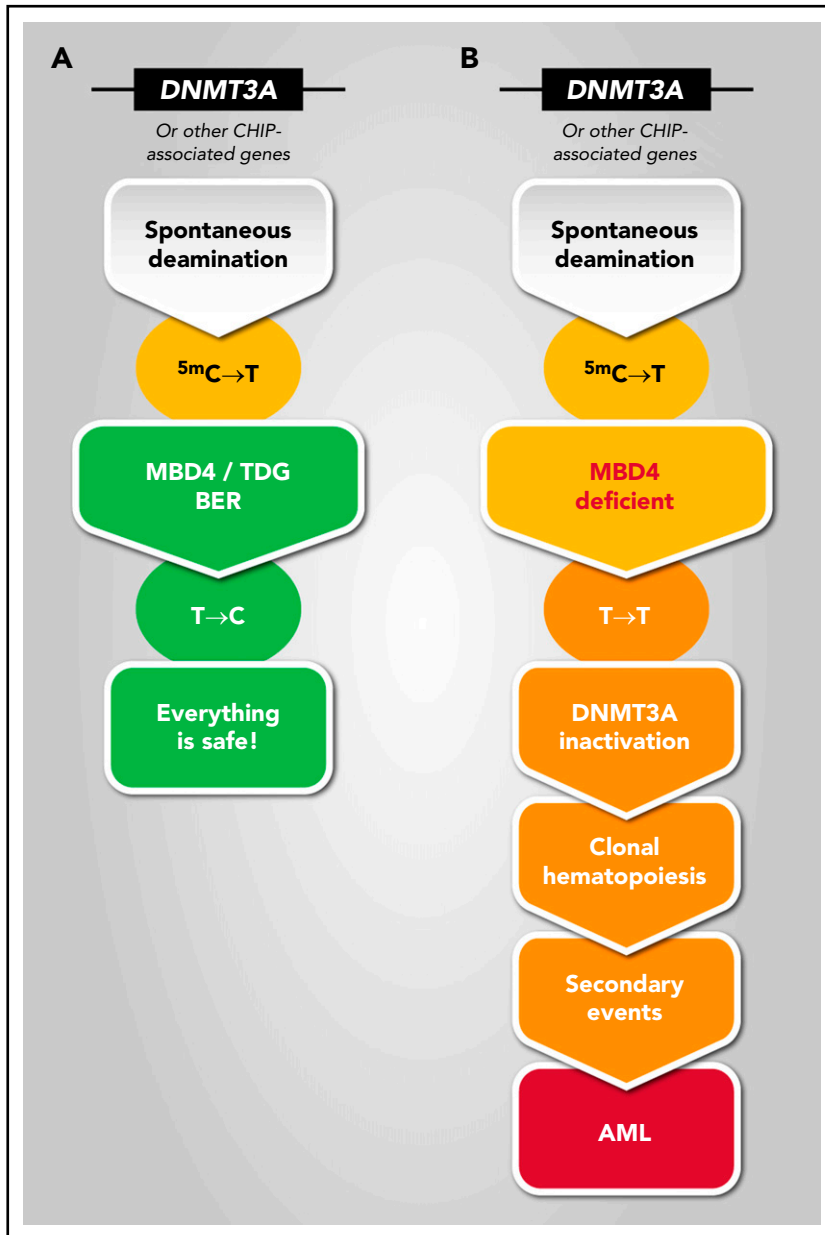 A
DNMT3A
Or other CHIP-
associated genes
Spontaneous
deamination
5mC→T
MBD4 / TDG
BER
T→C
Everything
is safe!
B
DNMT3A
Or other CHIP-
associated genes
Spontaneous
deamination
5mC→T
MBD4
deficient
T→T
DNMT3A
inactivation
Clonal
hematopoiesis
Secondary
events
AML